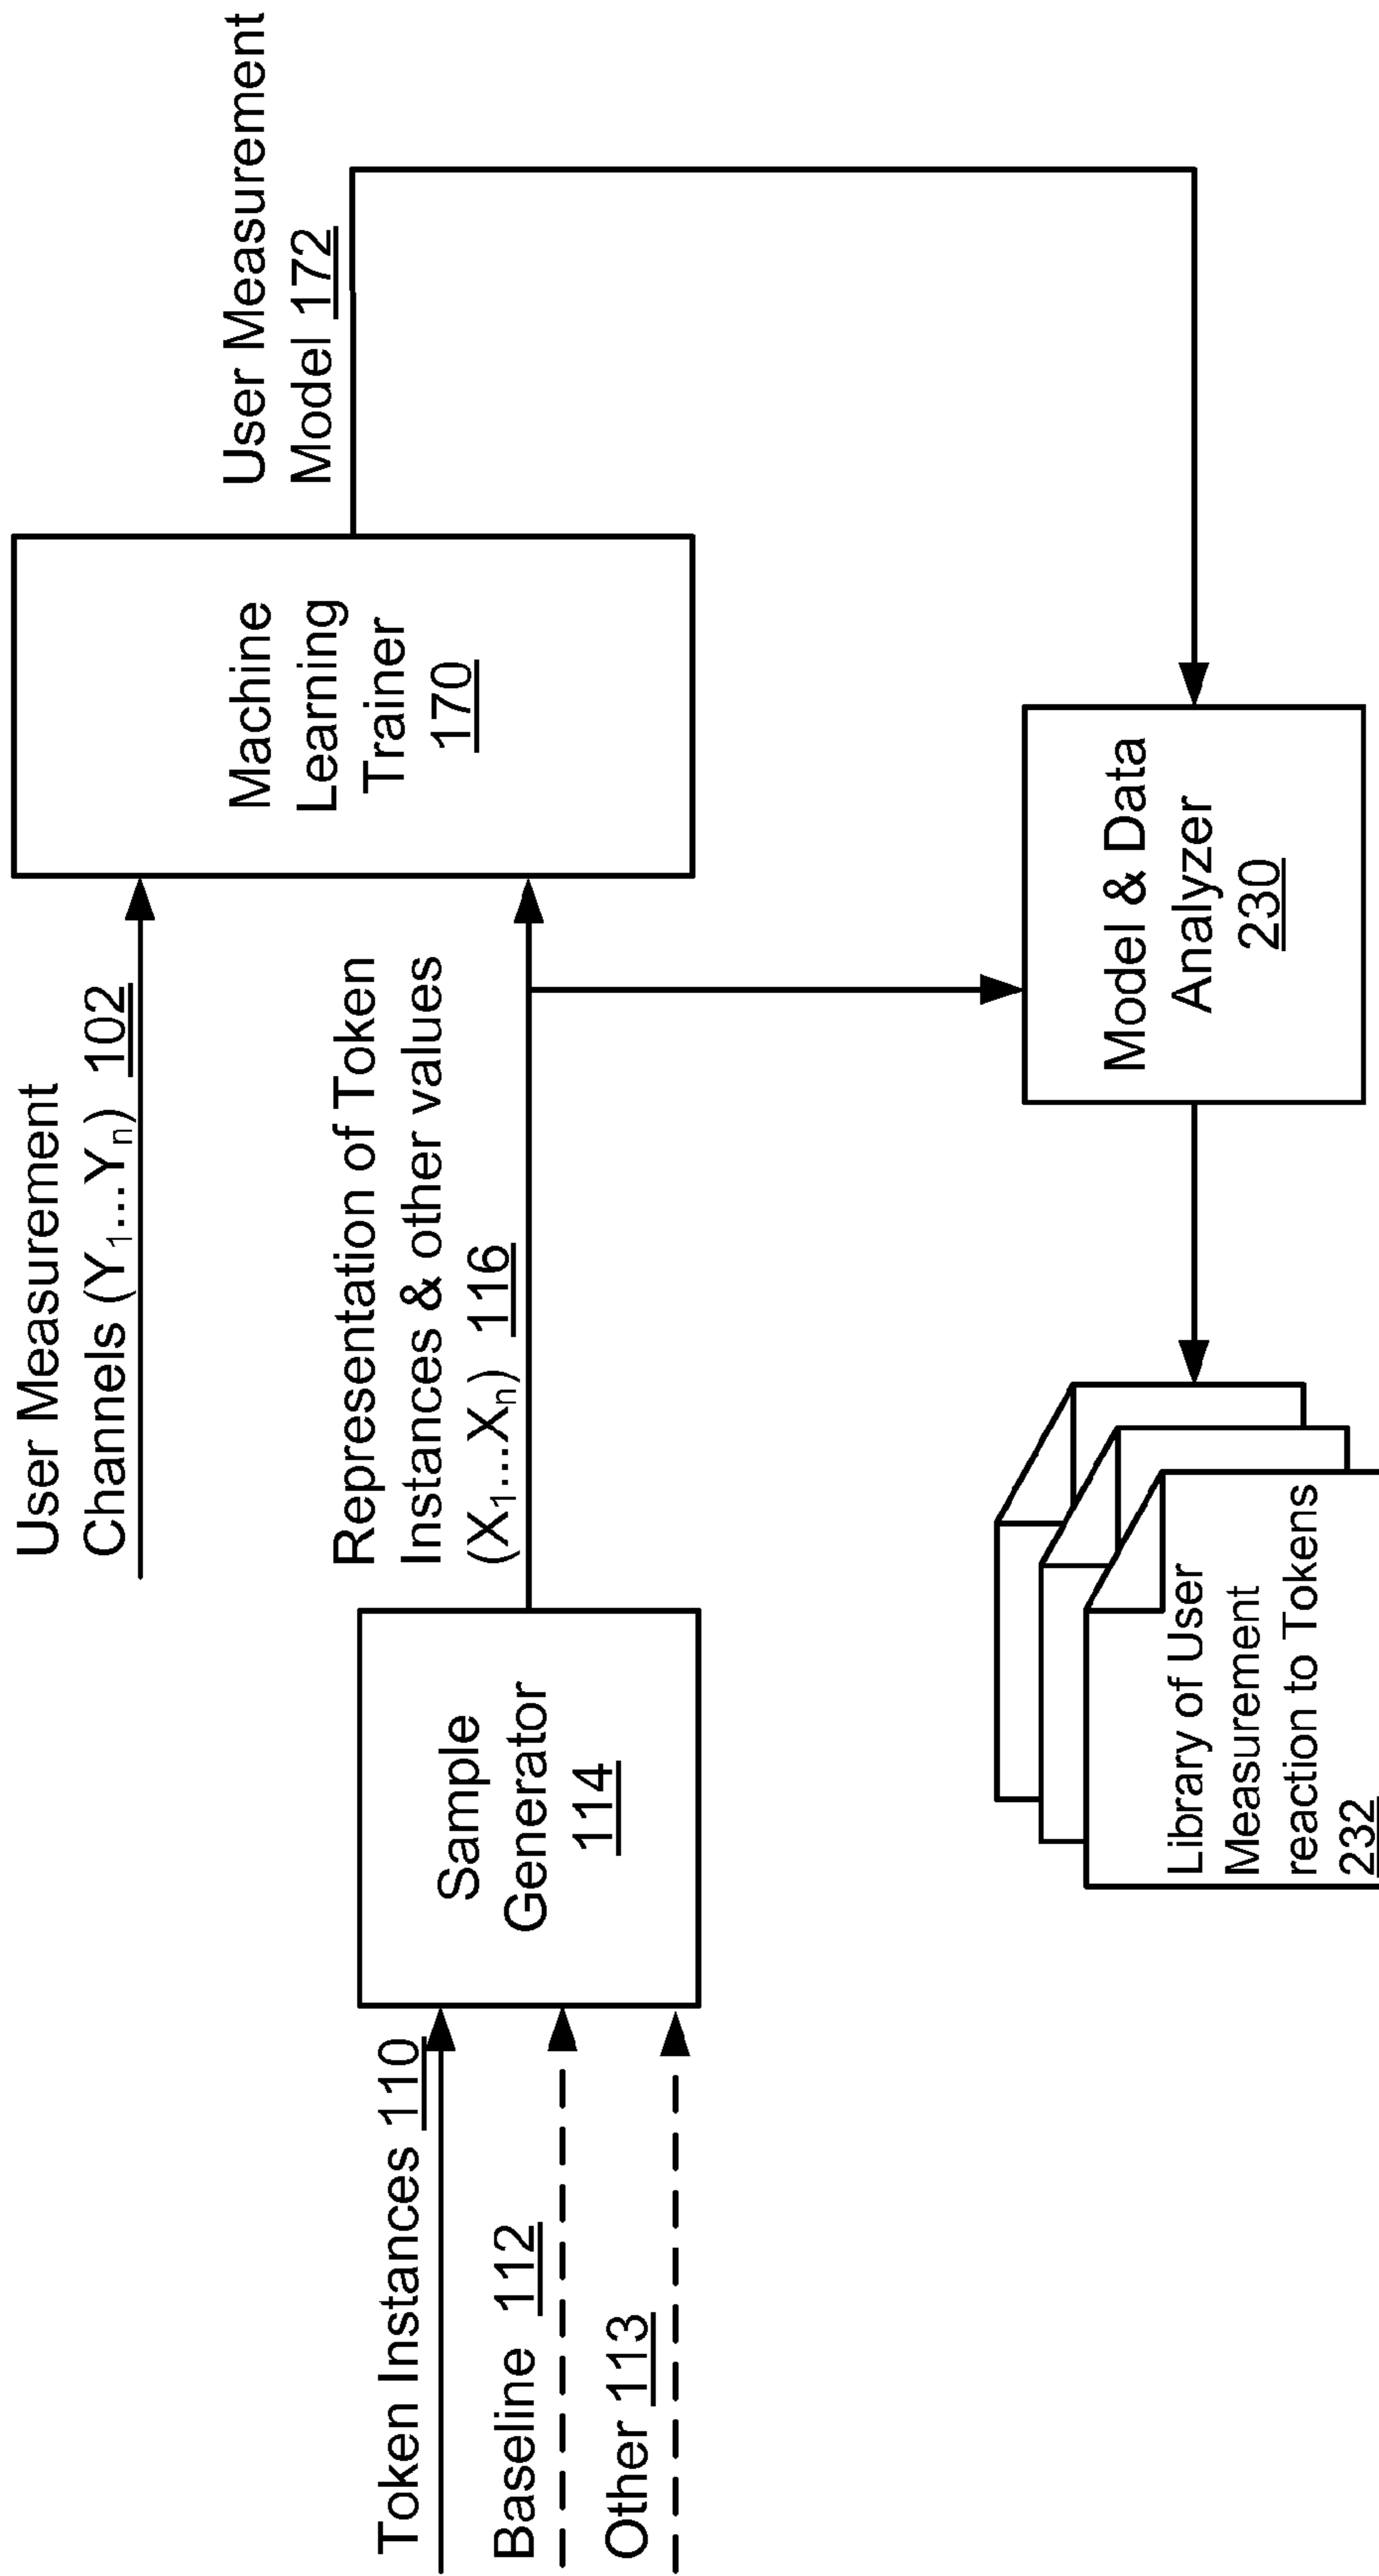 User Measurement
Channels (Y₁...Yₙ) 102
User Measurement
Model 172
Machine
Learning
Trainer
170
Representation of Token
Instances & other values
(X₁....Xₙ) 116
Token Instances 110
Baseline 112
Other 113
Sample
Generator
114
Model & Data
Analyzer
230
Library of User
Measurement
reaction to Tokens
232